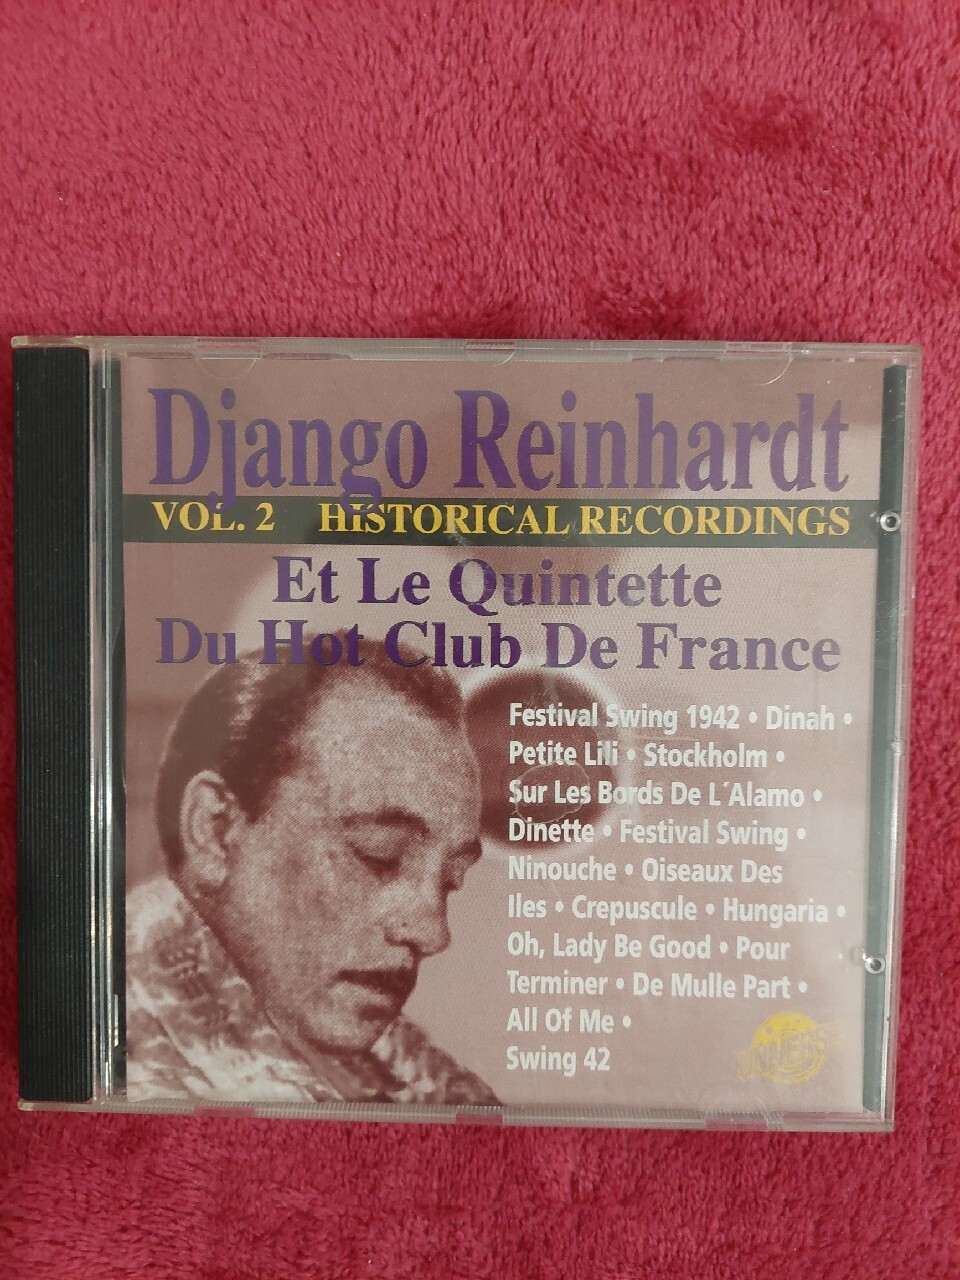 Django Reinhardt
VOL. 2 HISTORICAL RECORDINGS
Et Le Quintette
Du Hot Club De France
Festival Swing 1942 • Dinah •
Petite Lili • Stockholm •
Sur Les Bords De L´Alamo •
Dinette • Festival Swing •
Ninouche • Oiseaux Des
Iles • Crepuscule • Hungaria •
Oh, Lady Be Good • Pour
Terminer • De Mulle Part •
All Of Me •
Swing 42